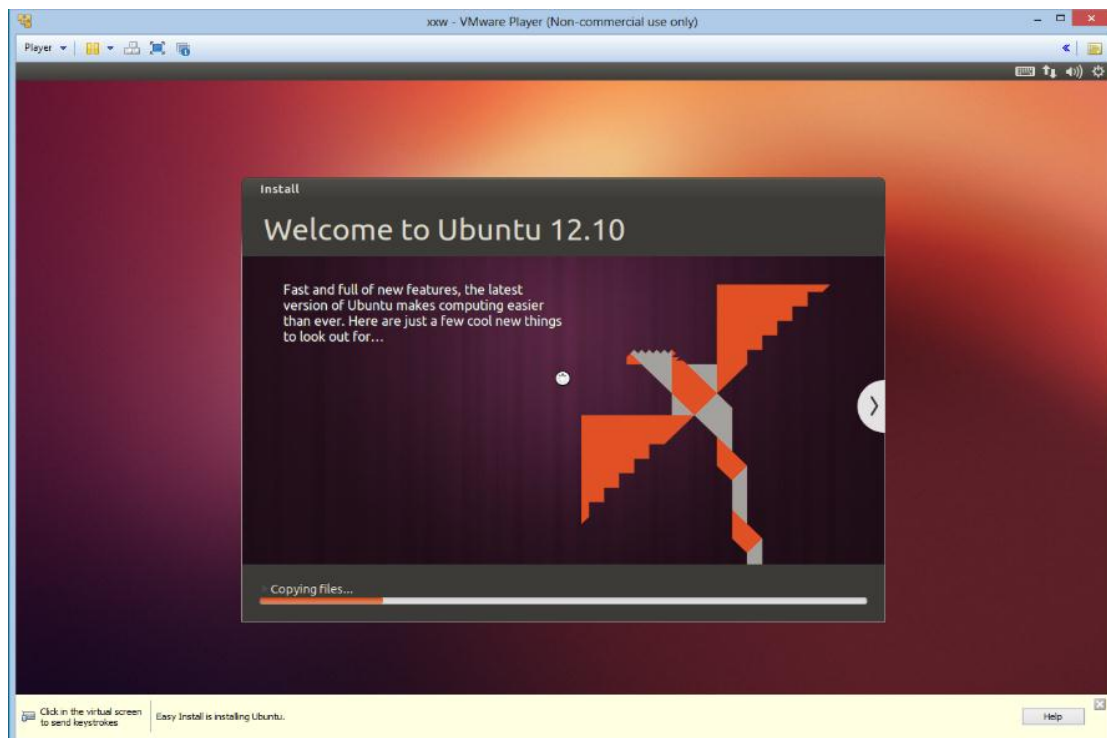 xxw - VMware Player (Non-commercial use only)
Player
Install
Welcome to Ubuntu 12.10
Fast and full of new features, the latest
version of Ubuntu makes computing easier
than ever. Here are just a few cool new things
to look out for...
Copying files...
Click in the virtual screen
to send keystrokes
Easy Install is installing Ubuntu.
Help